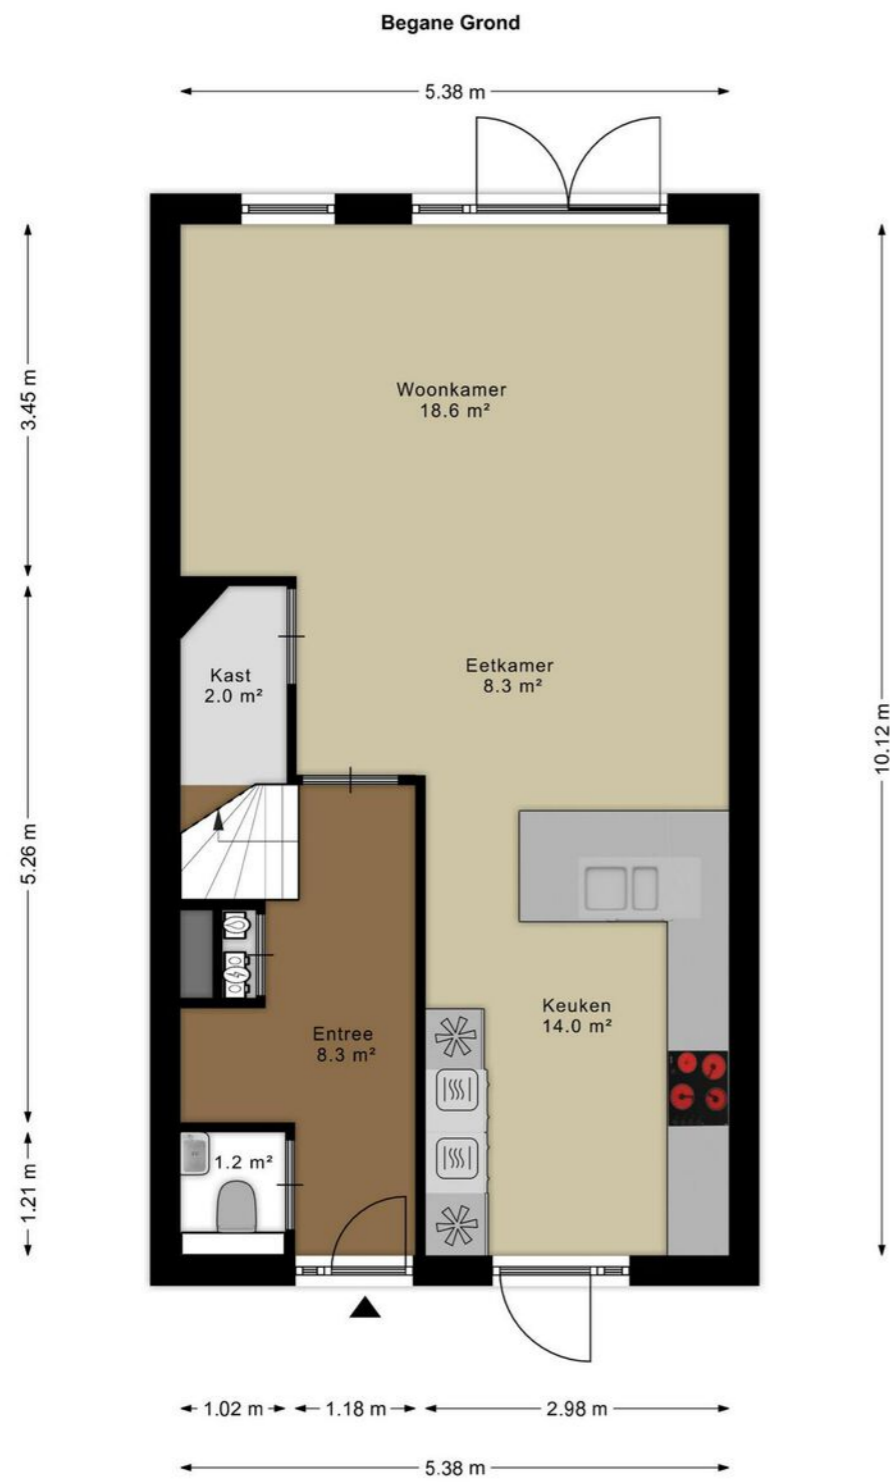 Begane Grond
5.38 m
3.45 m
Woonkamer
18.6 m²
Kast
2.0 m²
Eetkamer
8.3 m²
10.12 m
5.26 m
Keuken
14.0 m²
Entree
8.3 m²
1.21 m
1.2 m²
1.02 m
1.18 m
2.98 m
5.38 m